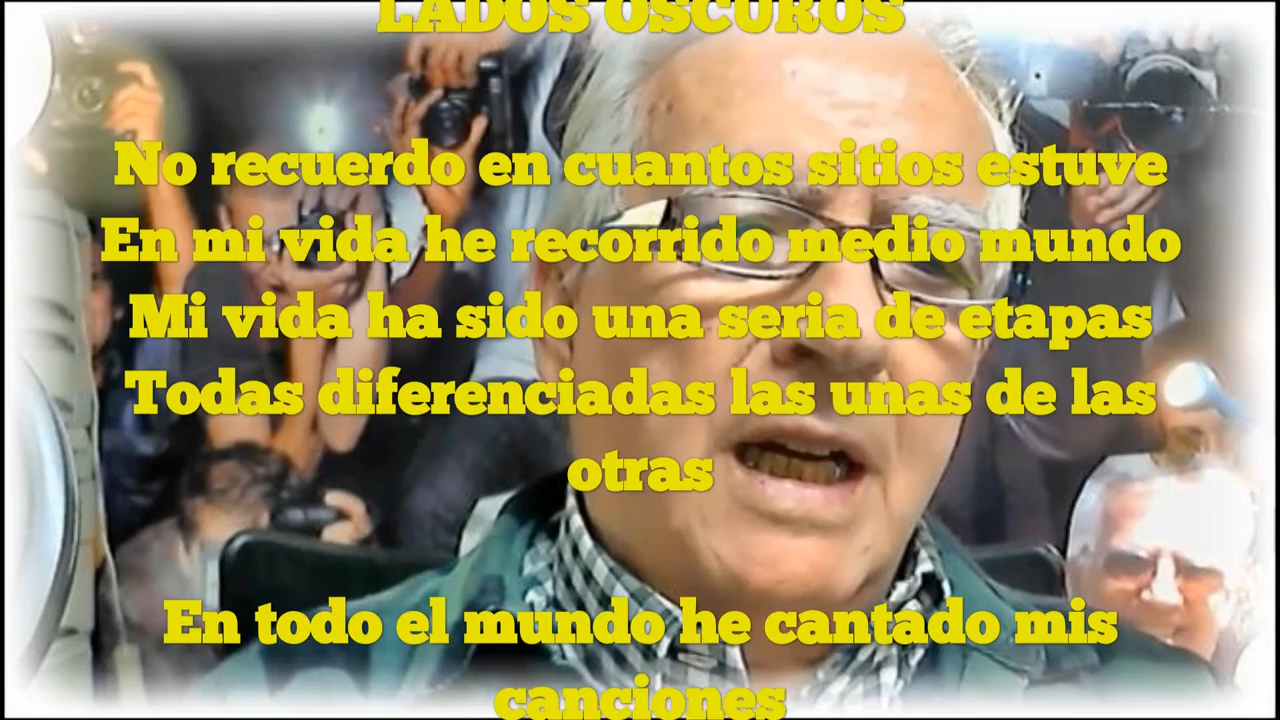 LADOS OSCUROS
No recuerdo en cuantos sitios estuve
En mi vida he recorrido medio mundo
Mi vida ha sido una seria de etapas
Todas diferenciadas las unas de las
otras
En todo el mundo he cantado mis
canciones